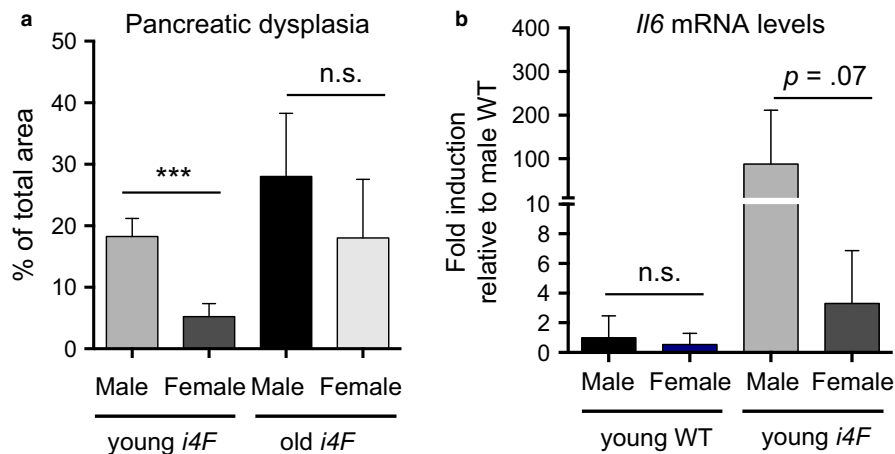 a
Pancreatic dysplasia
% of total area
50
40
30
20
10
0
***
n.s.
Male Female Male Female
young i4F old i4F
b
Il6 mRNA levels
Fold induction
relative to male WT
400
300
200
100
10
8
6
4
2
0
n.s.
p = .07
Male Female Male Female
young WT young i4F